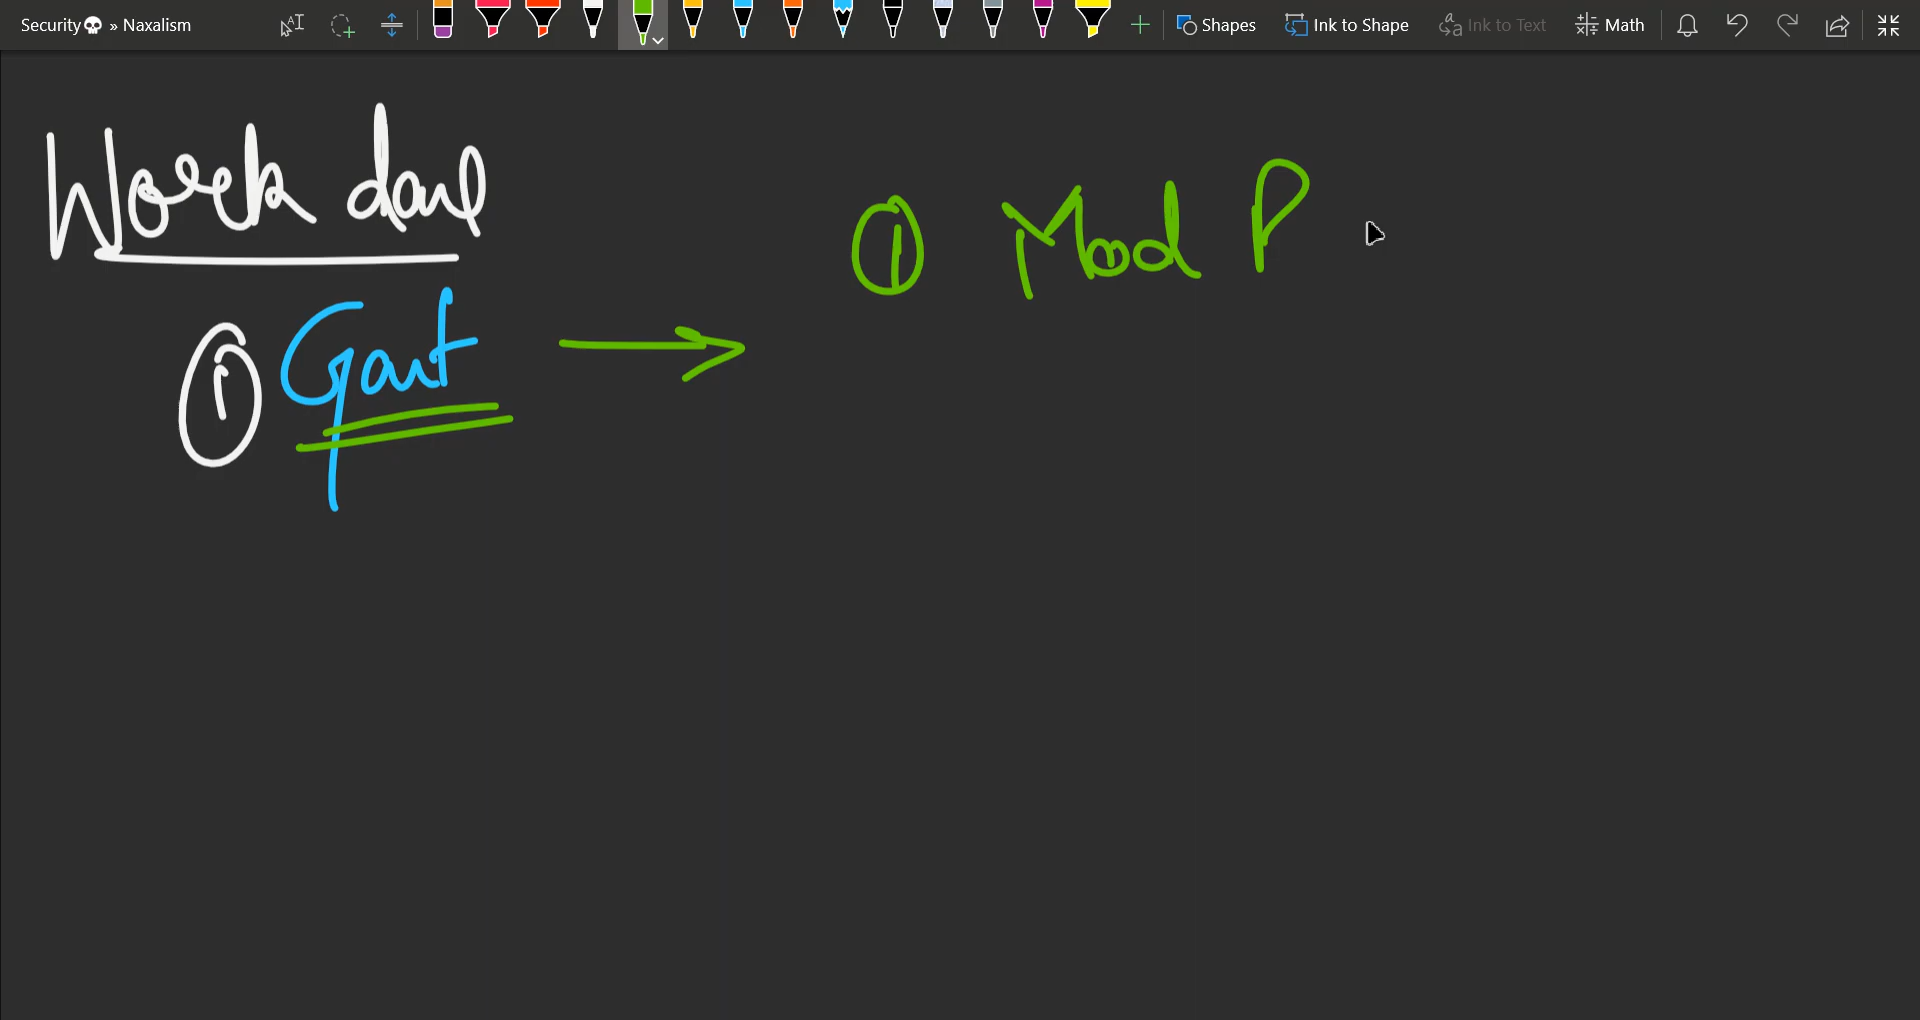 Security💀 » Naxalism
Shapes
Ink to Shape
Ink to Text
Math
Work done
① Govt
① Mod P